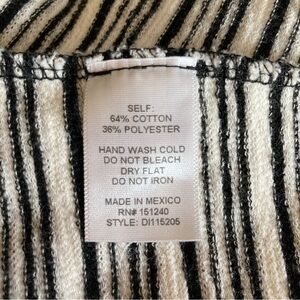 SELF:
64% COTTON
36% POLYESTER
HAND WASH COLD
DO NOT BLEACH
DRY FLAT
DO NOT IRON
MADE IN MEXICO
RN# 151240
STYLE: DI115205